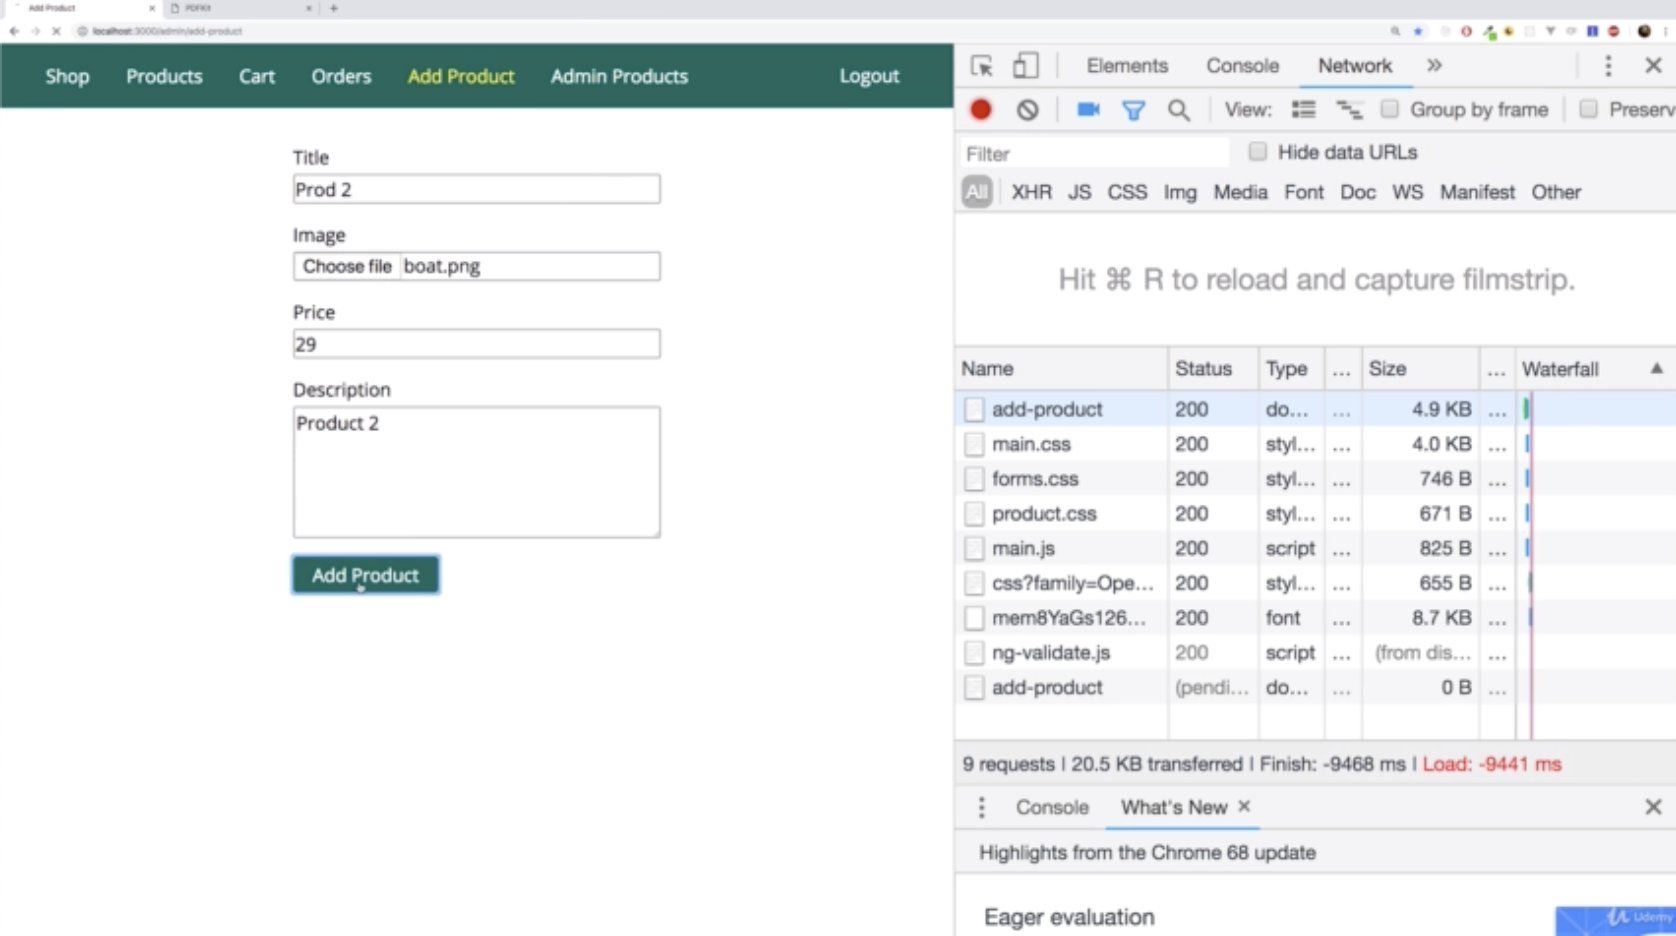 Add Product
PDFKit
localhost:3000/admin/add-product
Shop Products Cart Orders Add Product Admin Products Logout
Title
Prod 2
Image
Choose file boat.png
Price
29
Description
Product 2
Add Product
Elements Console Network »
View: Group by frame Preserv
Filter Hide data URLs
All XHR JS CSS Img Media Font Doc WS Manifest Other
Hit ⌘ R to reload and capture filmstrip.
Name Status Type ... Size ... Waterfall
add-product 200 do... ... 4.9 KB ...
main.css 200 styl... ... 4.0 KB ...
forms.css 200 styl... ... 746 B ...
product.css 200 styl... ... 671 B ...
main.js 200 script ... 825 B ...
css?family=Ope... 200 styl... ... 655 B ...
mem8YaGs126... 200 font ... 8.7 KB ...
ng-validate.js 200 script ... (from dis... ...
add-product (pendi... do... ... 0 B ...
9 requests | 20.5 KB transferred | Finish: -9468 ms | Load: -9441 ms
Console What's New ×
Highlights from the Chrome 68 update
Eager evaluation
Udemy